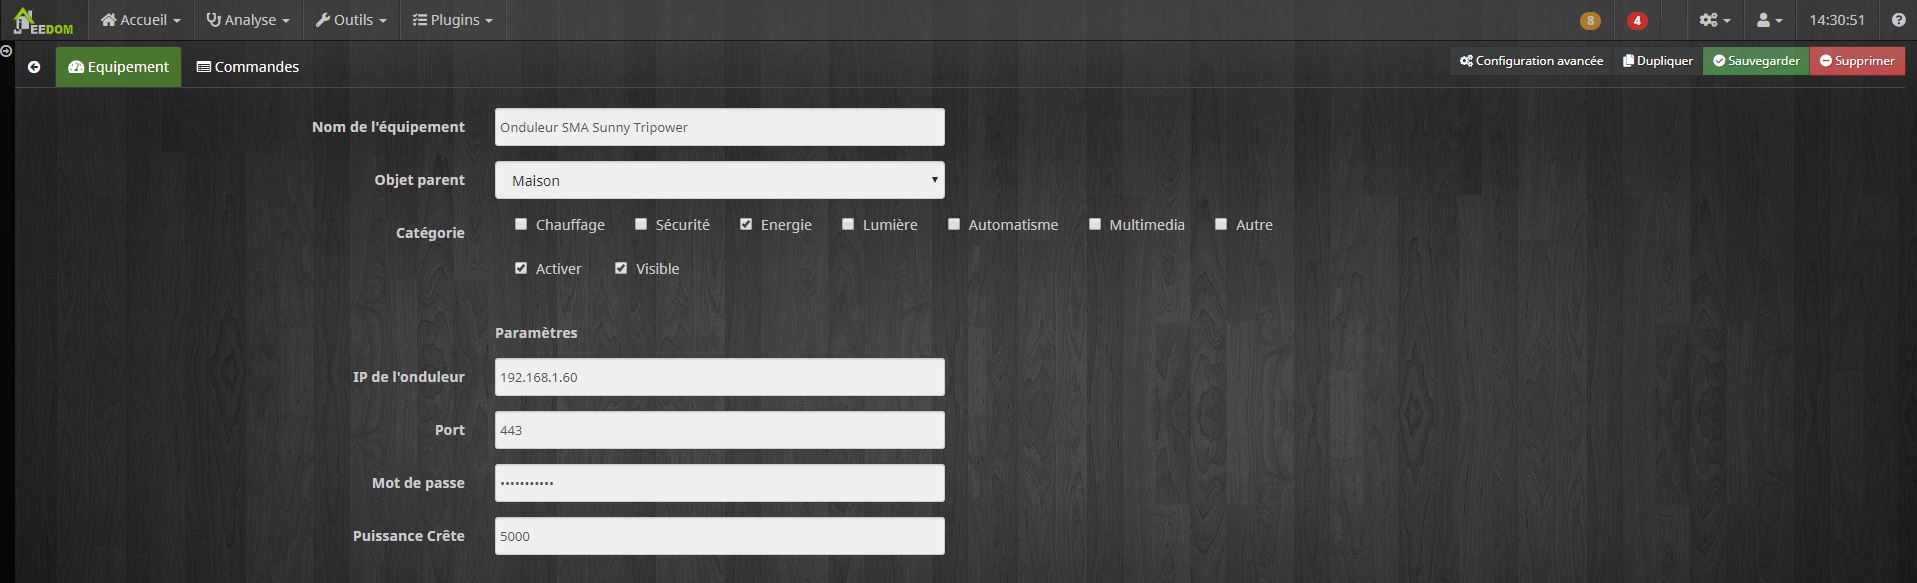 JEEDOM Accueil Analyse Outils Plugins 8 4 14:30:51
Equipement Commandes Configuration avancée Dupliquer Sauvegarder Supprimer
Nom de l'équipement Onduleur SMA Sunny Tripower
Objet parent Maison
Catégorie Chauffage Sécurité Energie Lumière Automatisme Multimedia Autre
Activer Visible
Paramètres
IP de l'onduleur 192.168.1.60
Port 443
Mot de passe •••••••••••
Puissance Crête 5000